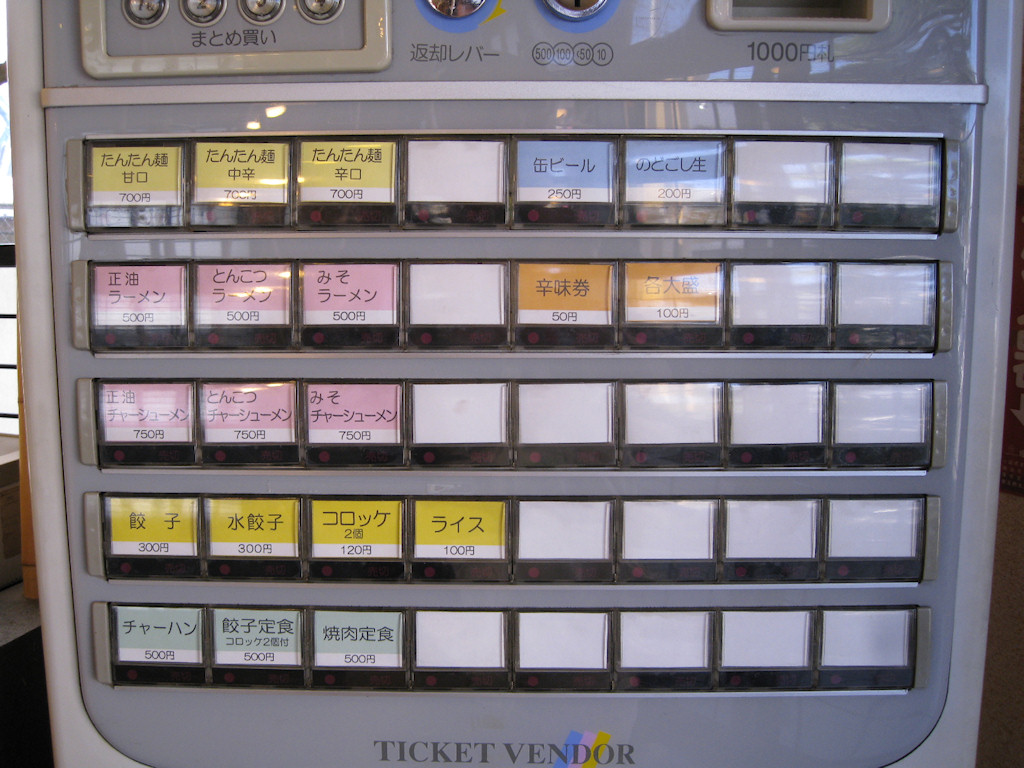 まとめ買い
返却レバー
500 100 50 10
1000円札
たんたん麺
甘口
700円
たんたん麺
中辛
700円
たんたん麺
辛口
700円
缶ビール
250円
のどごし生
200円
正油
ラーメン
500円
とんこつ
ラーメン
500円
みそ
ラーメン
500円
辛味券
50円
各大盛
100円
正油
チャーシューメン
750円
とんこつ
チャーシューメン
750円
みそ
チャーシューメン
750円
餃 子
300円
水餃子
300円
コロッケ
2個
120円
ライス
100円
チャーハン
500円
餃子定食
コロッケ2個付
500円
焼肉定食
500円
TICKET VENDOR